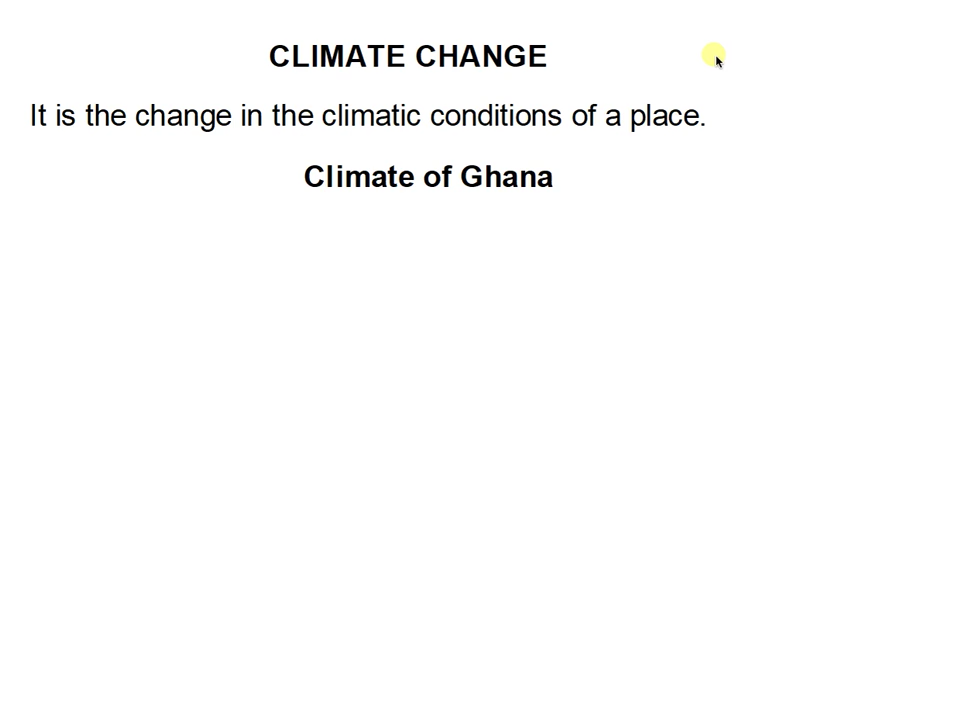 CLIMATE CHANGE
It is the change in the climatic conditions of a place.
Climate of Ghana